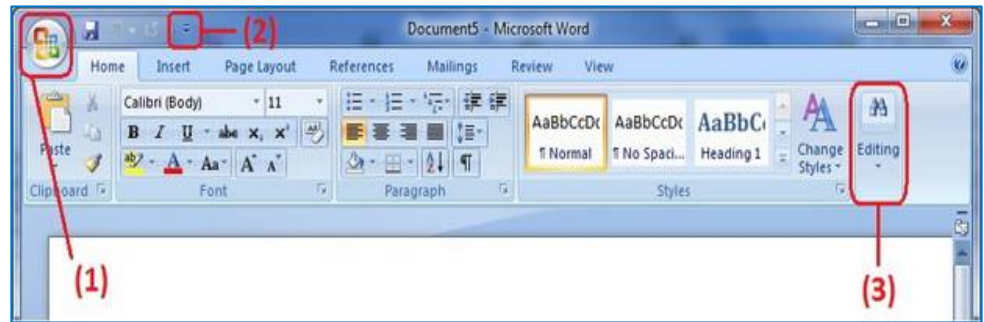 (2) Document5 - Microsoft Word
Home Insert Page Layout References Mailings Review View
Calibri (Body) 11
B I U abe x, x'
Aa A A
Paste
AaBbCcDc AaBbCcDc AaBbC
¶ Normal ¶ No Spaci... Heading 1
Change Styles
Editing
Clipboard Font Paragraph Styles
(1) (3)